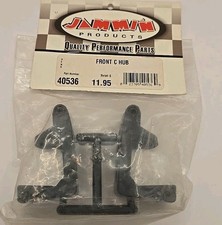 JAMMIN
PRODUCTS
QUALITY PERFORMANCE PARTS
FRONT C HUB
40536
11.95